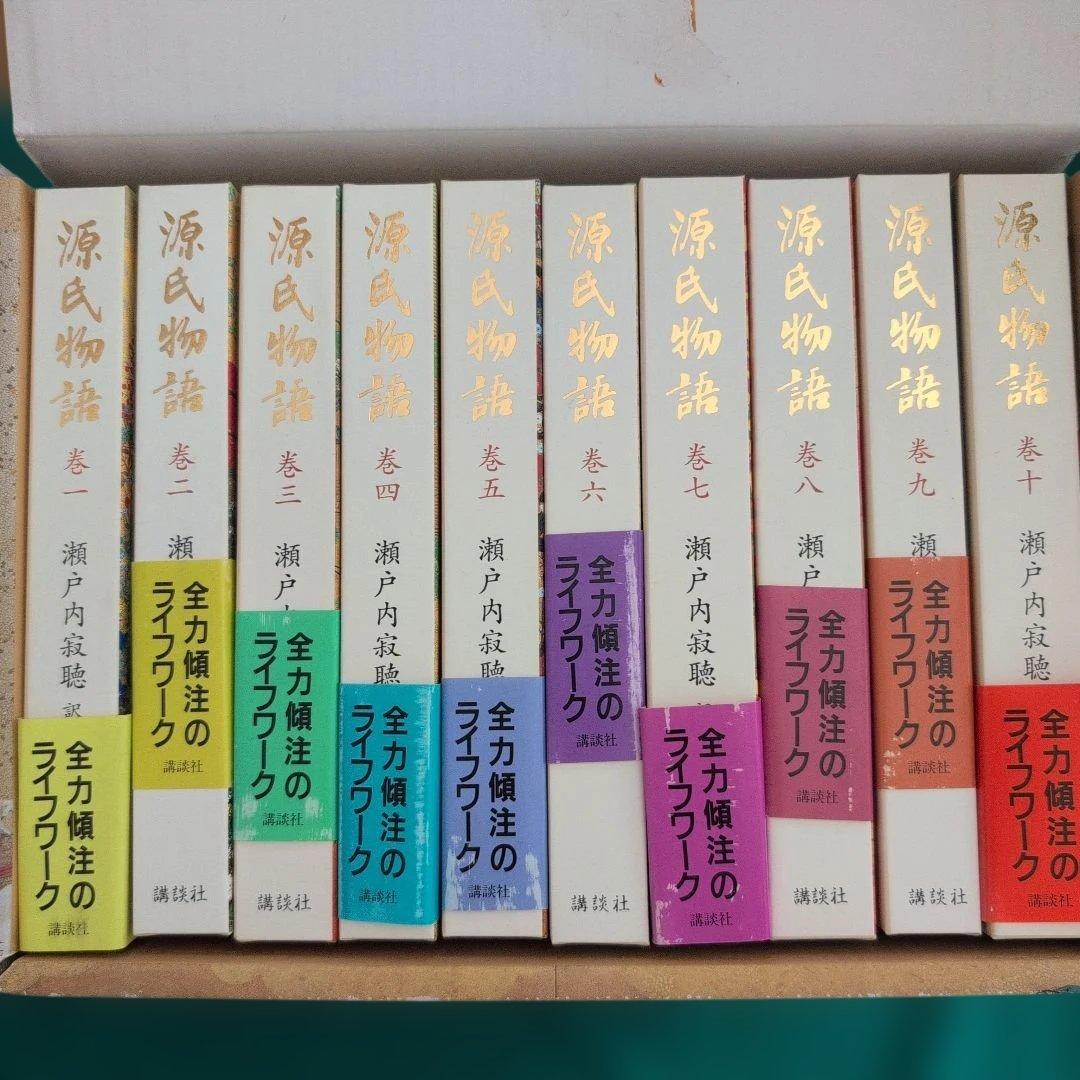 源氏物語
巻一
瀬戸内寂聴 訳
全力傾注の
ライフワーク
講談社
源氏物語
巻二
瀬
全力傾注の
ライフワーク
講談社
講談社
源氏物語
巻三
瀬戸
全力傾注の
ライフワーク
講談社
講談社
源氏物語
巻四
瀬戸内寂聴
全力傾注の
ライフワーク
講談社
源氏物語
巻五
瀬戸内寂聴
全力傾注の
ライフワーク
講談社
源氏物語
巻六
全力傾注の
ライフワーク
講談社
講談社
源氏物語
巻七
瀬戸内寂聴
全力傾注の
ライフワーク
講談社
源氏物語
巻八
瀬戸
全力傾注の
ライフワーク
講談社
講談社
源氏物語
巻九
瀬
全力傾注の
ライフワーク
講談社
講談社
源氏物語
巻十
瀬戸内寂聴
全力傾注の
ライフワーク
講談社